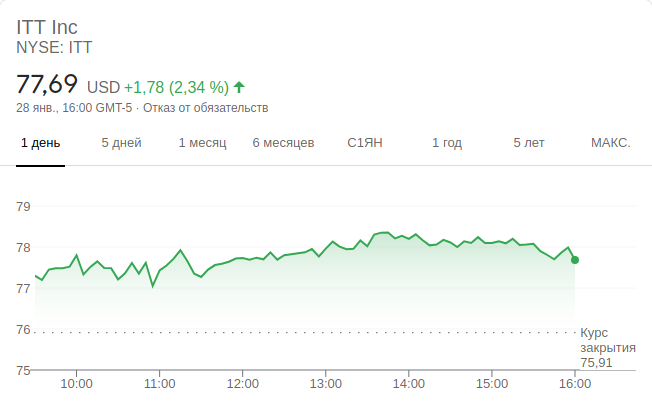 ITT Inc
NYSE: ITT
77,69 USD +1,78 (2,34 %)
28 янв., 16:00 GMT-5 · Отказ от обязательств
1 день 5 дней 1 месяц 6 месяцев С1ЯН 1 год 5 лет МАКС.
79
78
77
76
75
Курс
закрытия
75,91
10:00 11:00 12:00 13:00 14:00 15:00 16:00